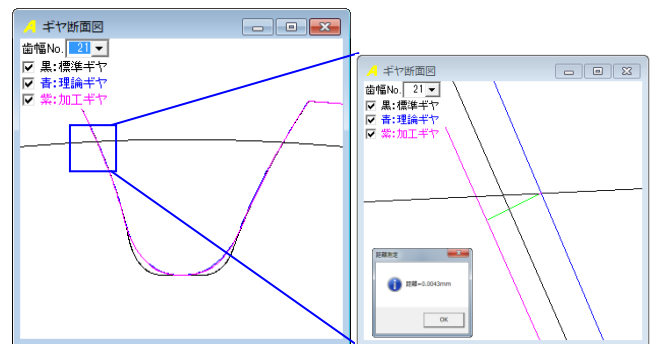 ギヤ断面図
歯幅No. 21
黒:標準ギヤ
青:理論ギヤ
紫:加工ギヤ
ギヤ断面図
歯幅No. 21
黒:標準ギヤ
青:理論ギヤ
紫:加工ギヤ
距離測定
距離=0.0043mm
OK